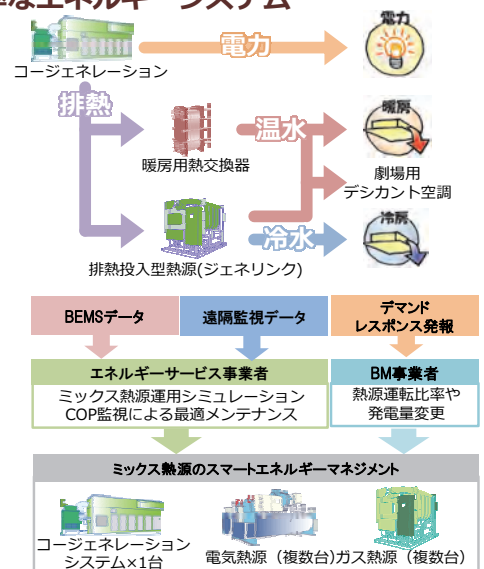 なエネルギーシステム
電力
電力
コージェネレーション
排熱
温水
暖房
暖房用熱交換器
劇場用
デシカント空調
冷水
冷房
排熱投入型熱源(ジェネリンク)
BEMSデータ
遠隔監視データ
デマンド
レスポンス発報
エネルギーサービス事業者
ミックス熱源運用シミュレーション
COP監視による最適メンテナンス
BM事業者
熱源運転比率や
発電量変更
ミックス熱源のスマートエネルギーマネジメント
コージェネレーション
システム×1台
電気熱源（複数台)
ガス熱源（複数台)